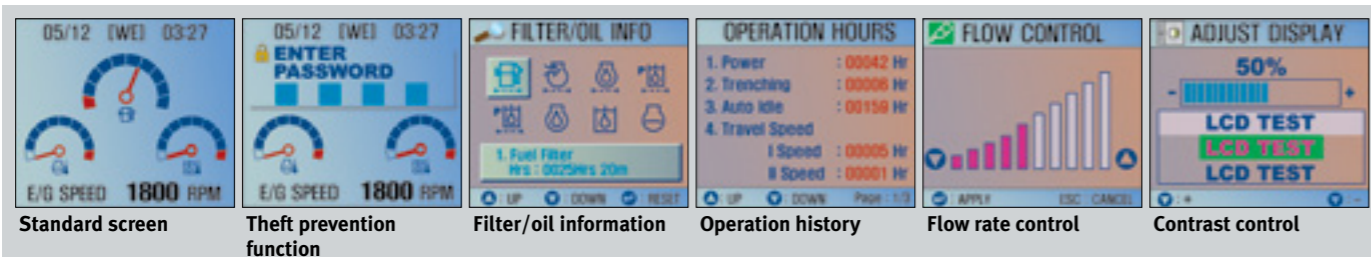 05/12 [WE] 03:27
E/G SPEED 1800 RPM
Standard screen
05/12 [WE] 03:27
ENTER
PASSWORD
E/G SPEED 1800 RPM
Theft prevention
function
FILTER/OIL INFO
1. Fuel Filter
Hrs : 0025Hrs 20m
: UP : DOWN : RESET
Filter/oil information
OPERATION HOURS
1. Power : 00042 Hr
2. Trenching : 00006 Hr
3. Auto Idle : 00159 Hr
4. Travel Speed
I Speed : 00005 Hr
II Speed : 00001 Hr
: UP : DOWN Page : 1/3
Operation history
FLOW CONTROL
: APPLY ESC : CANCEL
Flow rate control
ADJUST DISPLAY
50%
- +
LCD TEST
LCD TEST
LCD TEST
: + : -
Contrast control